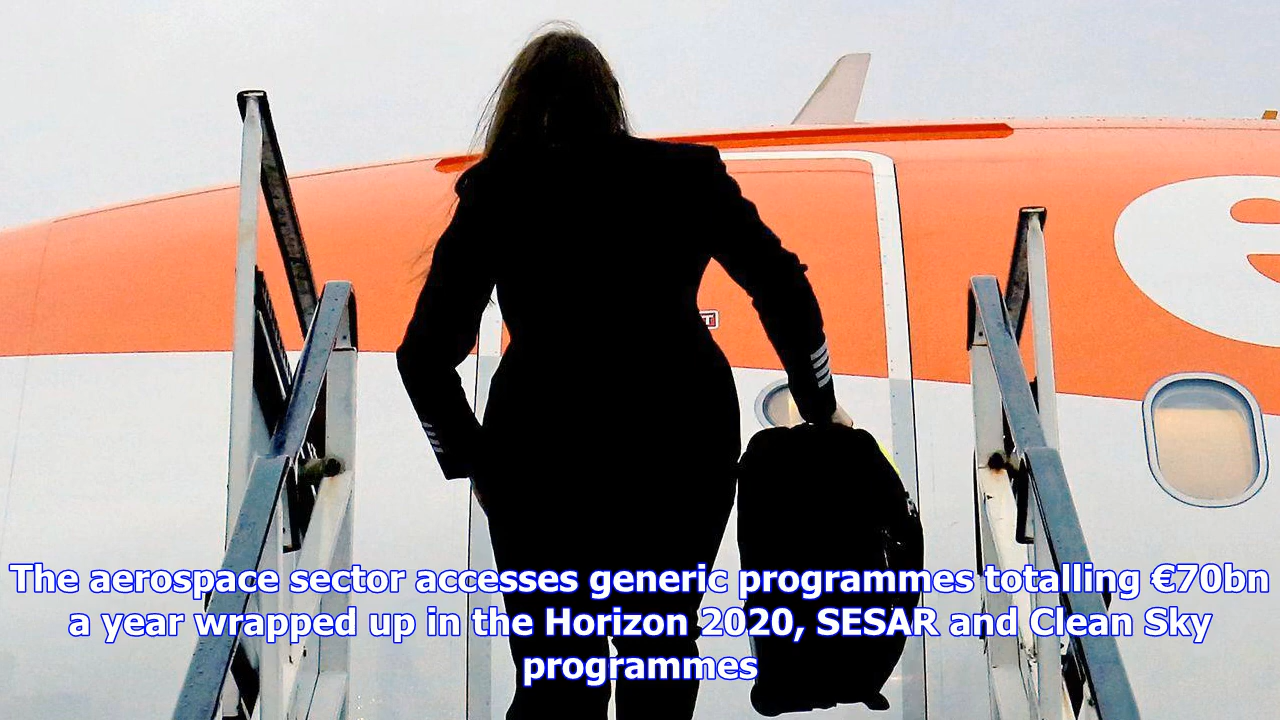 The aerospace sector accesses generic programmes totalling €70bn
a year wrapped up in the Horizon 2020, SESAR and Clean Sky
programmes